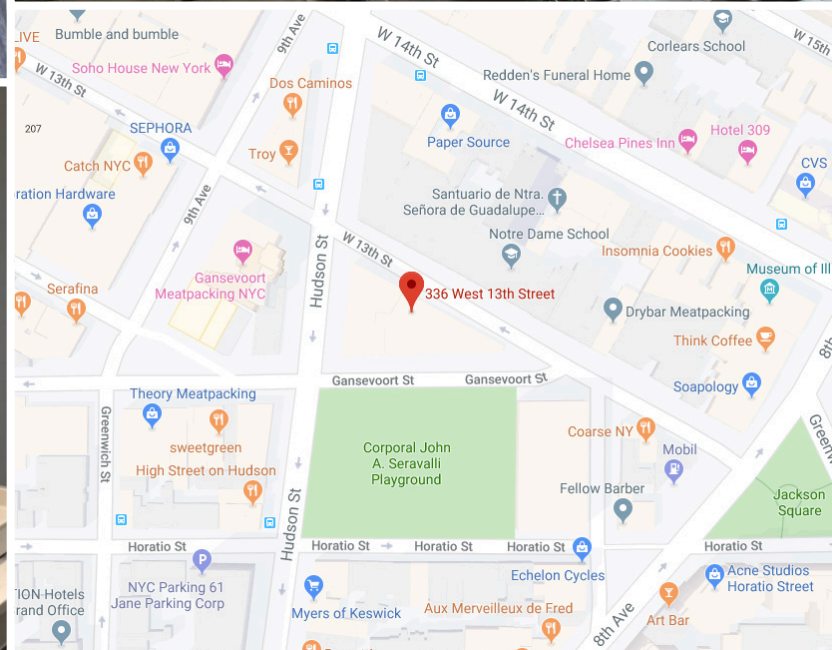 LIVE
Bumble and bumble
9th Ave
W 14th St
Corlears School
W 15th
Soho House New York
W 13th St
Redden's Funeral Home
Dos Caminos
W 14th St
207
SEPHORA
Paper Source
Chelsea Pines Inn
Hotel 309
Catch NYC
Troy
CVS
ration Hardware
9th Ave
Santuario de Ntra.
Señora de Guadalupe...
Notre Dame School
W 13th St
Insomnia Cookies
Hudson St
Gansevoort
Meatpacking NYC
Museum of Ill
Serafina
336 West 13th Street
Drybar Meatpacking
Think Coffee
8th
Gansevoort St
Gansevoort St
Soapology
Theory Meatpacking
Greenwich St
sweetgreen
Corporal John
A. Seravalli
Playground
Coarse NY
Mobil
Greenw
High Street on Hudson
Fellow Barber
Jackson
Square
Hudson St
Horatio St
Horatio St
Horatio St
Horatio St
Horatio St
P
NYC Parking 61
Jane Parking Corp
Echelon Cycles
Acne Studios
Horatio Street
TION Hotels
rand Office
Myers of Keswick
Aux Merveilleux de Fred
8th Ave
Art Bar